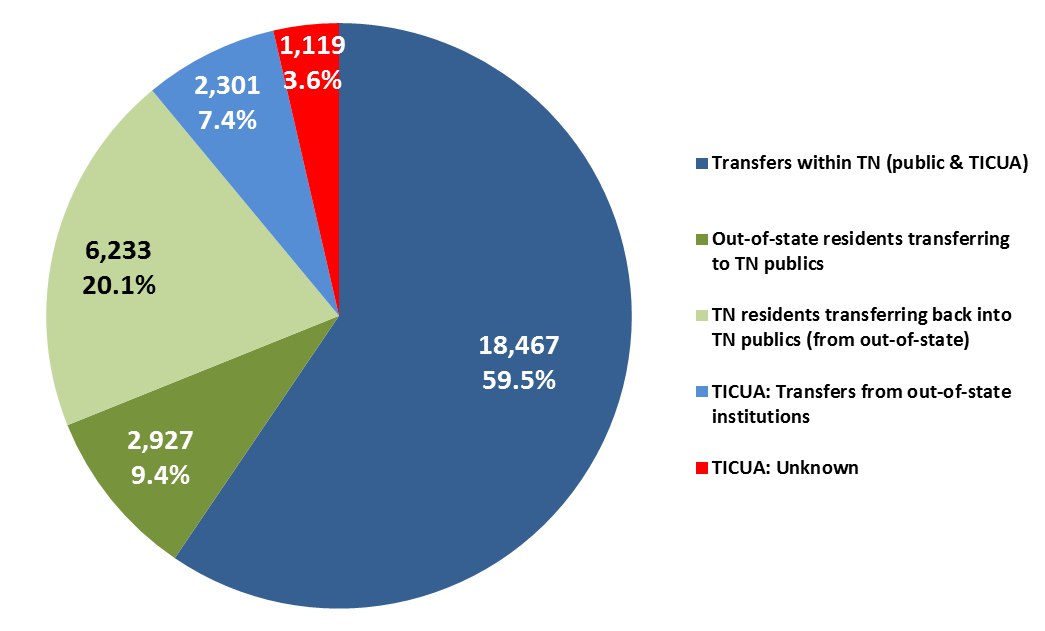 1,119
3.6%
2,301
7.4%
6,233
20.1%
18,467
59.5%
2,927
9.4%
Transfers within TN (public & TICUA)
Out-of-state residents transferring
to TN publics
TN residents transferring back into
TN publics (from out-of-state)
TICUA: Transfers from out-of-state
institutions
TICUA: Unknown